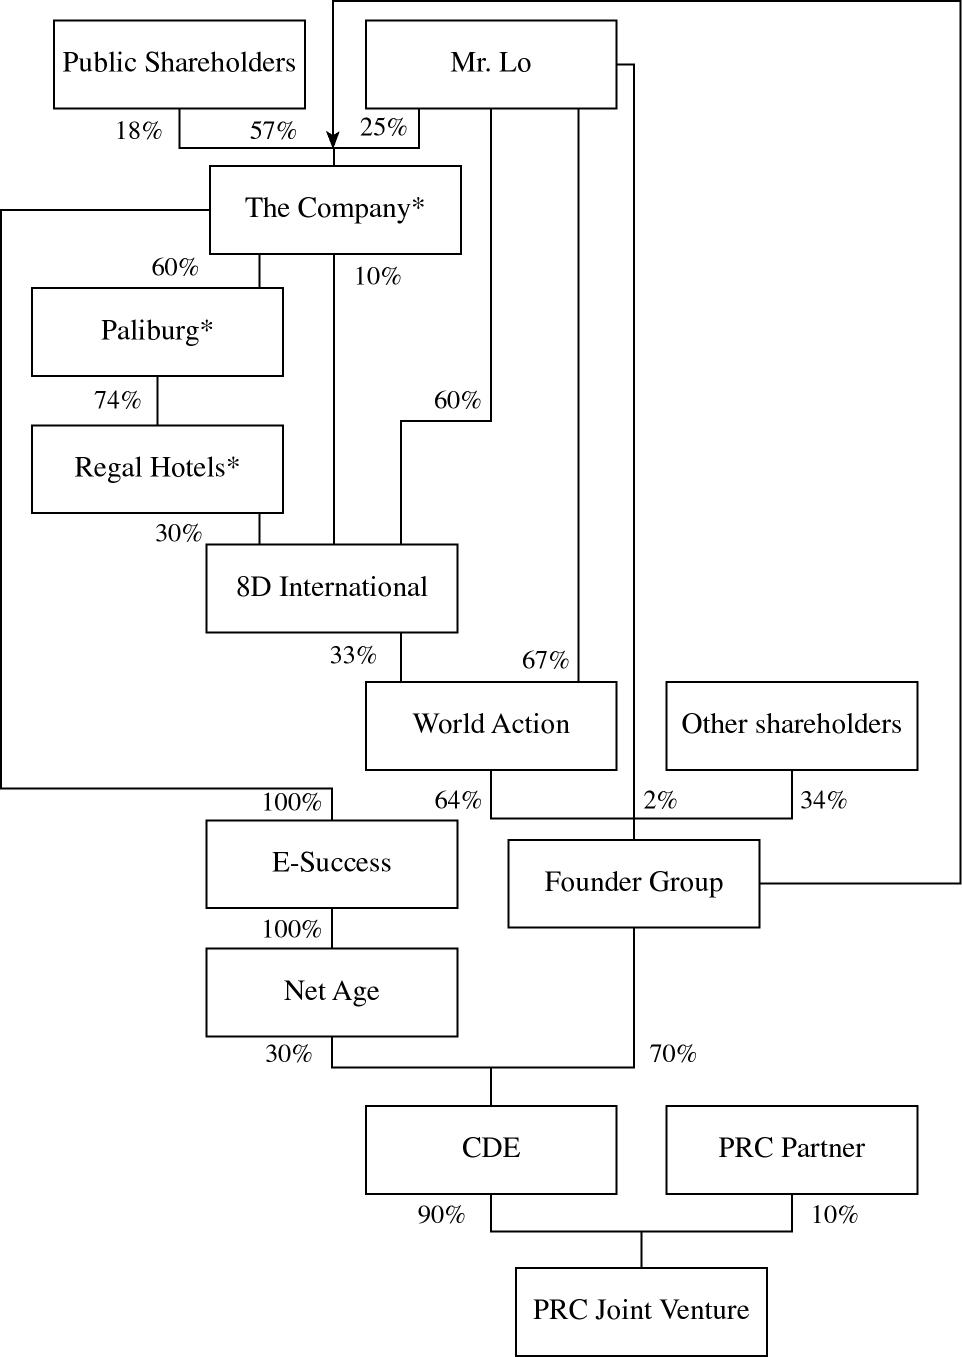 Public Shareholders
Mr. Lo
18%
57%
25%
The Company*
60%
10%
Paliburg*
74%
60%
Regal Hotels*
30%
8D International
33%
67%
World Action
Other shareholders
100%
64%
2%
34%
E-Success
Founder Group
100%
Net Age
30%
70%
CDE
PRC Partner
90%
10%
PRC Joint Venture